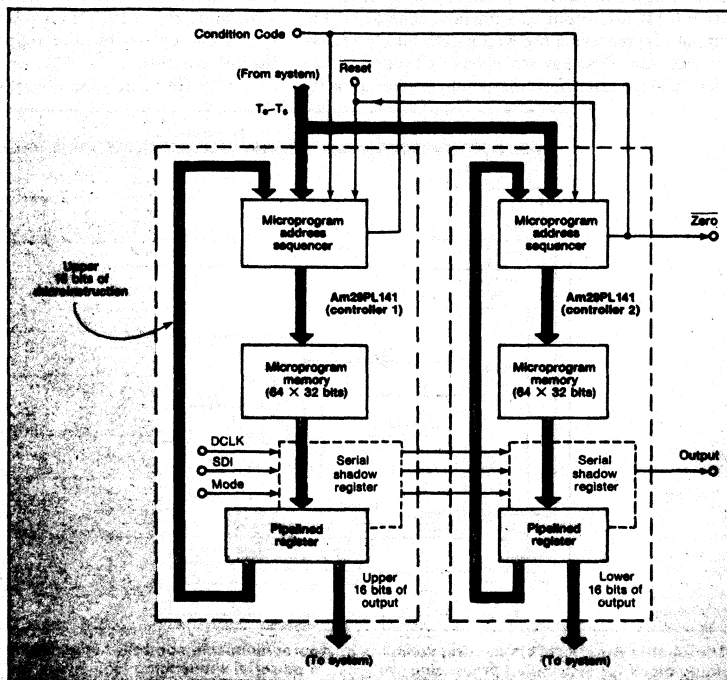 Condition Code
(From system)
Reset
T₀–T₆
Microprogram
address
sequencer
Microprogram
address
sequencer
Zero
Upper
16 bits of
microinstruction
Am29PL141
(controller 1)
Am29PL141
(controller 2)
Microprogram
memory
(64 × 32 bits)
Microprogram
memory
(64 × 32 bits)
DCLK
SDI
Mode
Serial
shadow
register
Serial
shadow
register
Output
Pipelined
register
Pipelined
register
Upper
16 bits of
output
Lower
16 bits of
output
(To system)
(To system)